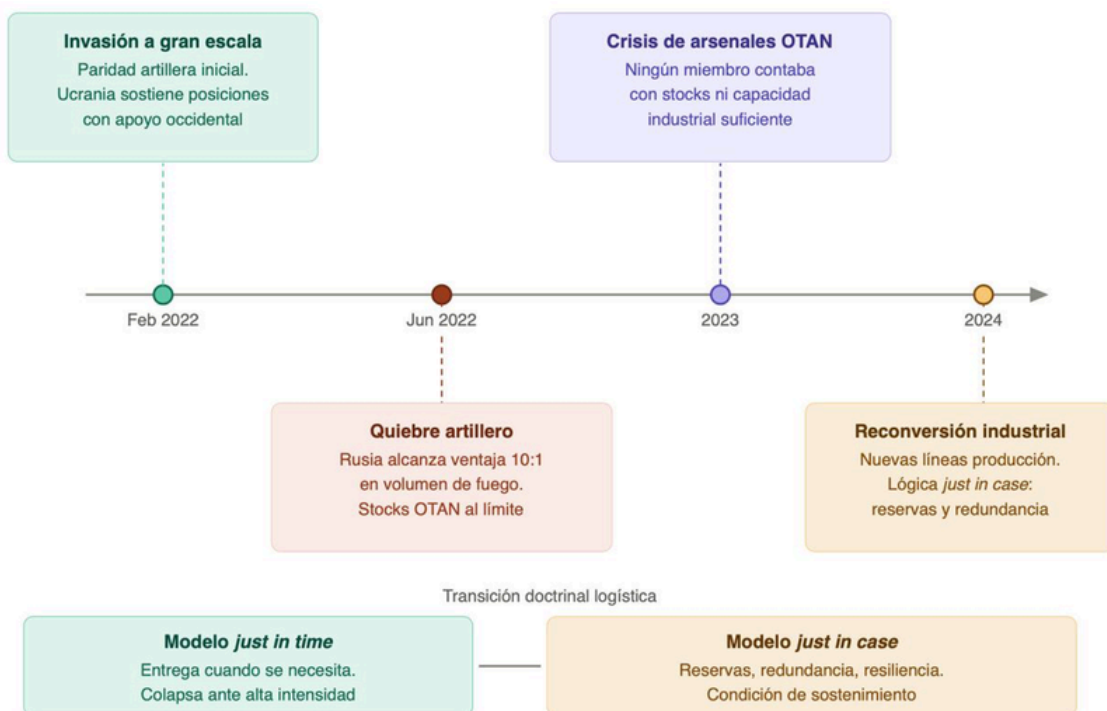 Invasión a gran escala
Paridad artillera inicial.
Ucrania sostiene posiciones
con apoyo occidental
Crisis de arsenales OTAN
Ningún miembro contaba
con stocks ni capacidad
industrial suficiente
Feb 2022
Jun 2022
2023
2024
Quiebre artillero
Rusia alcanza ventaja 10:1
en volumen de fuego.
Stocks OTAN al límite
Reconversión industrial
Nuevas líneas producción.
Lógica just in case:
reservas y redundancia
Transición doctrinal logística
Modelo just in time
Entrega cuando se necesita.
Colapsa ante alta intensidad
Modelo just in case
Reservas, redundancia, resiliencia.
Condición de sostenimiento